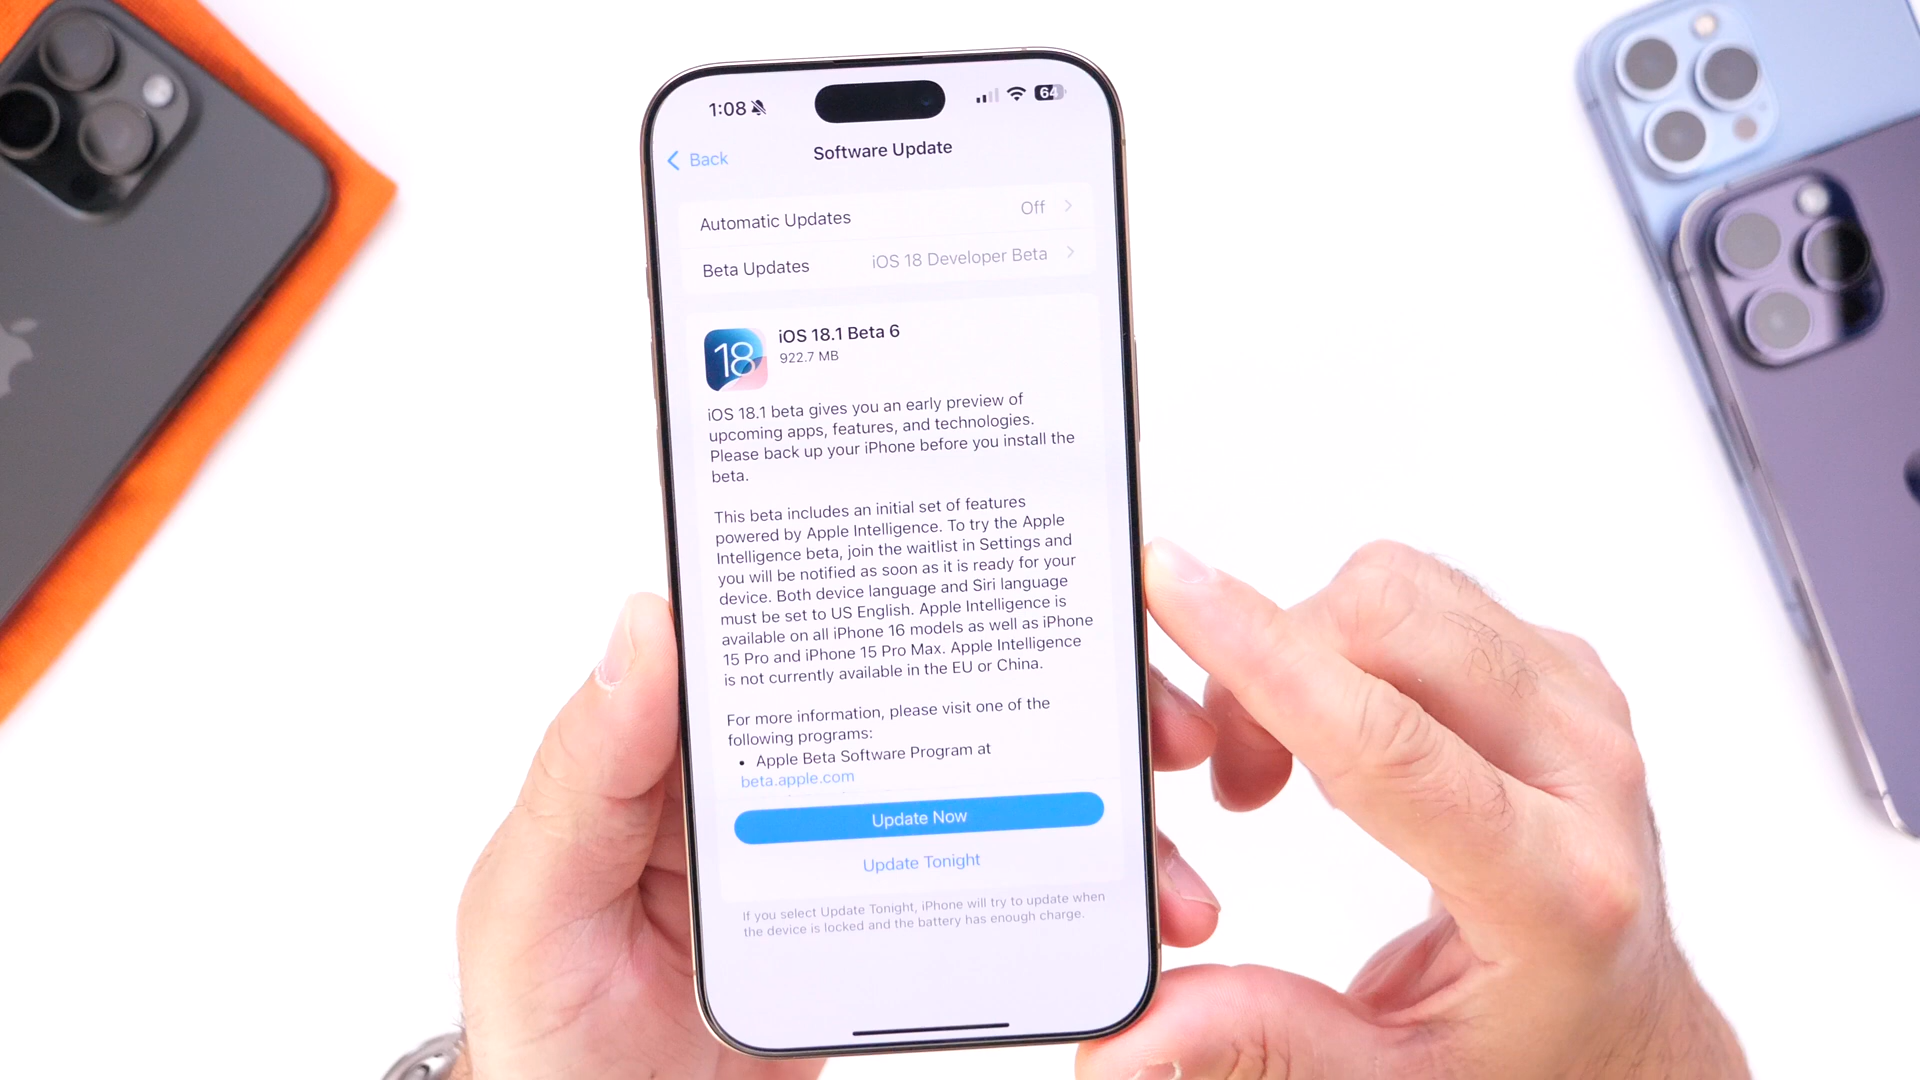 1:08
64
Back
Software Update
Automatic Updates Off
Beta Updates iOS 18 Developer Beta
18
iOS 18.1 Beta 6
922.7 MB
iOS 18.1 beta gives you an early preview of
upcoming apps, features, and technologies.
Please back up your iPhone before you install the
beta.
This beta includes an initial set of features
powered by Apple Intelligence. To try the Apple
Intelligence beta, join the waitlist in Settings and
you will be notified as soon as it is ready for your
device. Both device language and Siri language
must be set to US English. Apple Intelligence is
available on all iPhone 16 models as well as iPhone
15 Pro and iPhone 15 Pro Max. Apple Intelligence
is not currently available in the EU or China.
For more information, please visit one of the
following programs:
• Apple Beta Software Program at
beta.apple.com
Update Now
Update Tonight
If you select Update Tonight, iPhone will try to update when
the device is locked and the battery has enough charge.